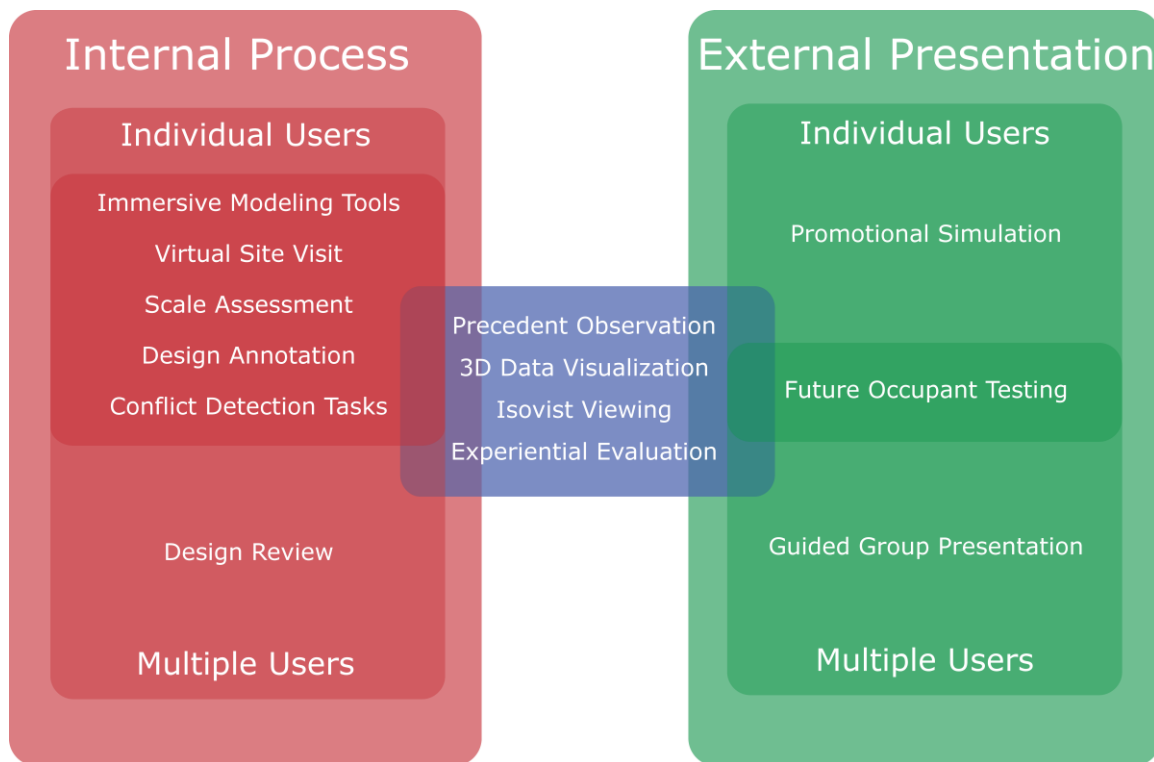 Internal Process
Individual Users
Immersive Modeling Tools
Virtual Site Visit
Scale Assessment
Design Annotation
Conflict Detection Tasks
Design Review
Multiple Users
Precedent Observation
3D Data Visualization
Isovist Viewing
Experiential Evaluation
External Presentation
Individual Users
Promotional Simulation
Future Occupant Testing
Guided Group Presentation
Multiple Users